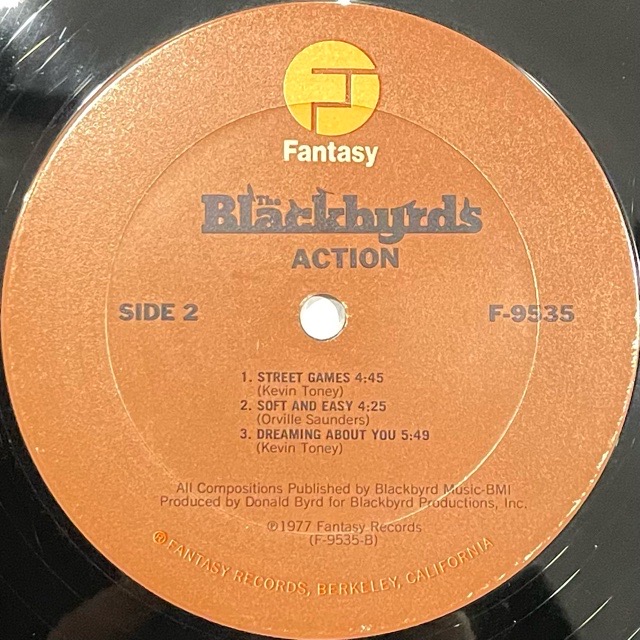 Fantasy
The
Blackbyrds
ACTION
SIDE 2
F-9535
1. STREET GAMES 4:45
(Kevin Toney)
2. SOFT AND EASY 4:25
(Orville Saunders)
3. DREAMING ABOUT YOU 5:49
(Kevin Toney)
All Compositions Published by Blackbyrd Music-BMI
Produced by Donald Byrd for Blackbyrd Productions, Inc.
℗1977 Fantasy Records
(F-9535-B)
® FANTASY RECORDS, BERKELEY, CALIFORNIA